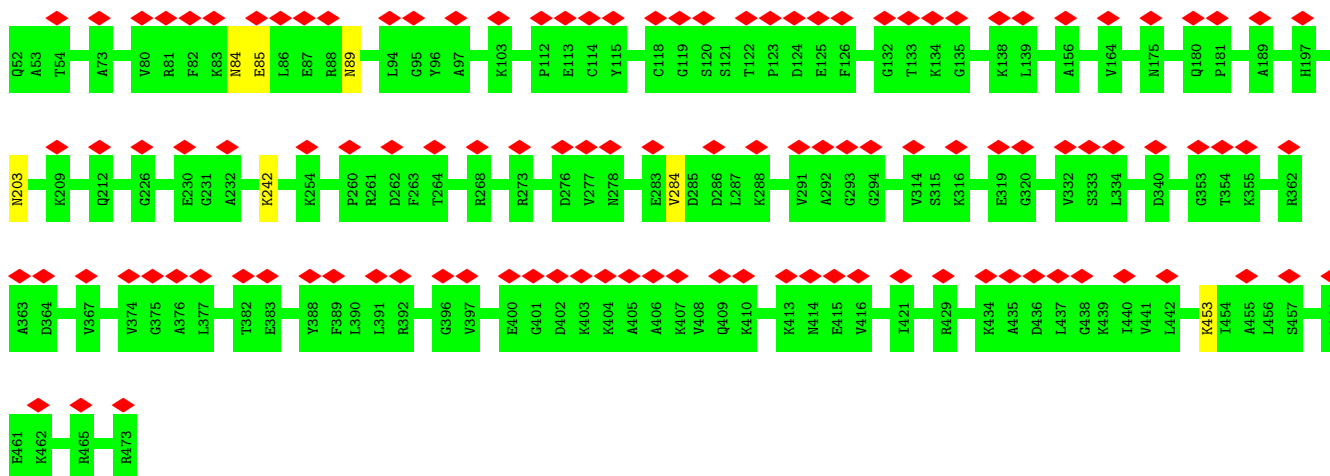 Q52 A53 T54 A73 V80 R81 F82 K83 N84 E85 L86 E87 R88 N89 L94 G95 Y96 A97 K103 P112 E113 C114 Y115 C118 G119 S120 S121 T122 P123 D124 E125 F126 G132 T133 K134 G135 K138 L139 A156 V164 N175 Q180 P181 A189 H197
N203 K209 Q212 G226 E230 G231 A232 K242 K254 P260 R261 D262 F263 T264 R268 R273 D276 V277 N278 E283 V284 D285 D286 L287 K288 V291 A292 G293 G294 V314 S315 K316 E319 G320 V332 S333 L334 D340 G353 T354 K355 R362
A363 D364 V367 V374 G375 A376 L377 T382 E383 Y388 F389 L390 L391 R392 G396 V397 E400 G401 D402 K403 K404 A405 A406 K407 V408 Q409 K410 K413 N414 E415 V416 L421 R429 K434 A435 D436 L437 G438 K439 I440 V441 L442 K453 I454 A455 L456 S457
E461 K462 R465 R473